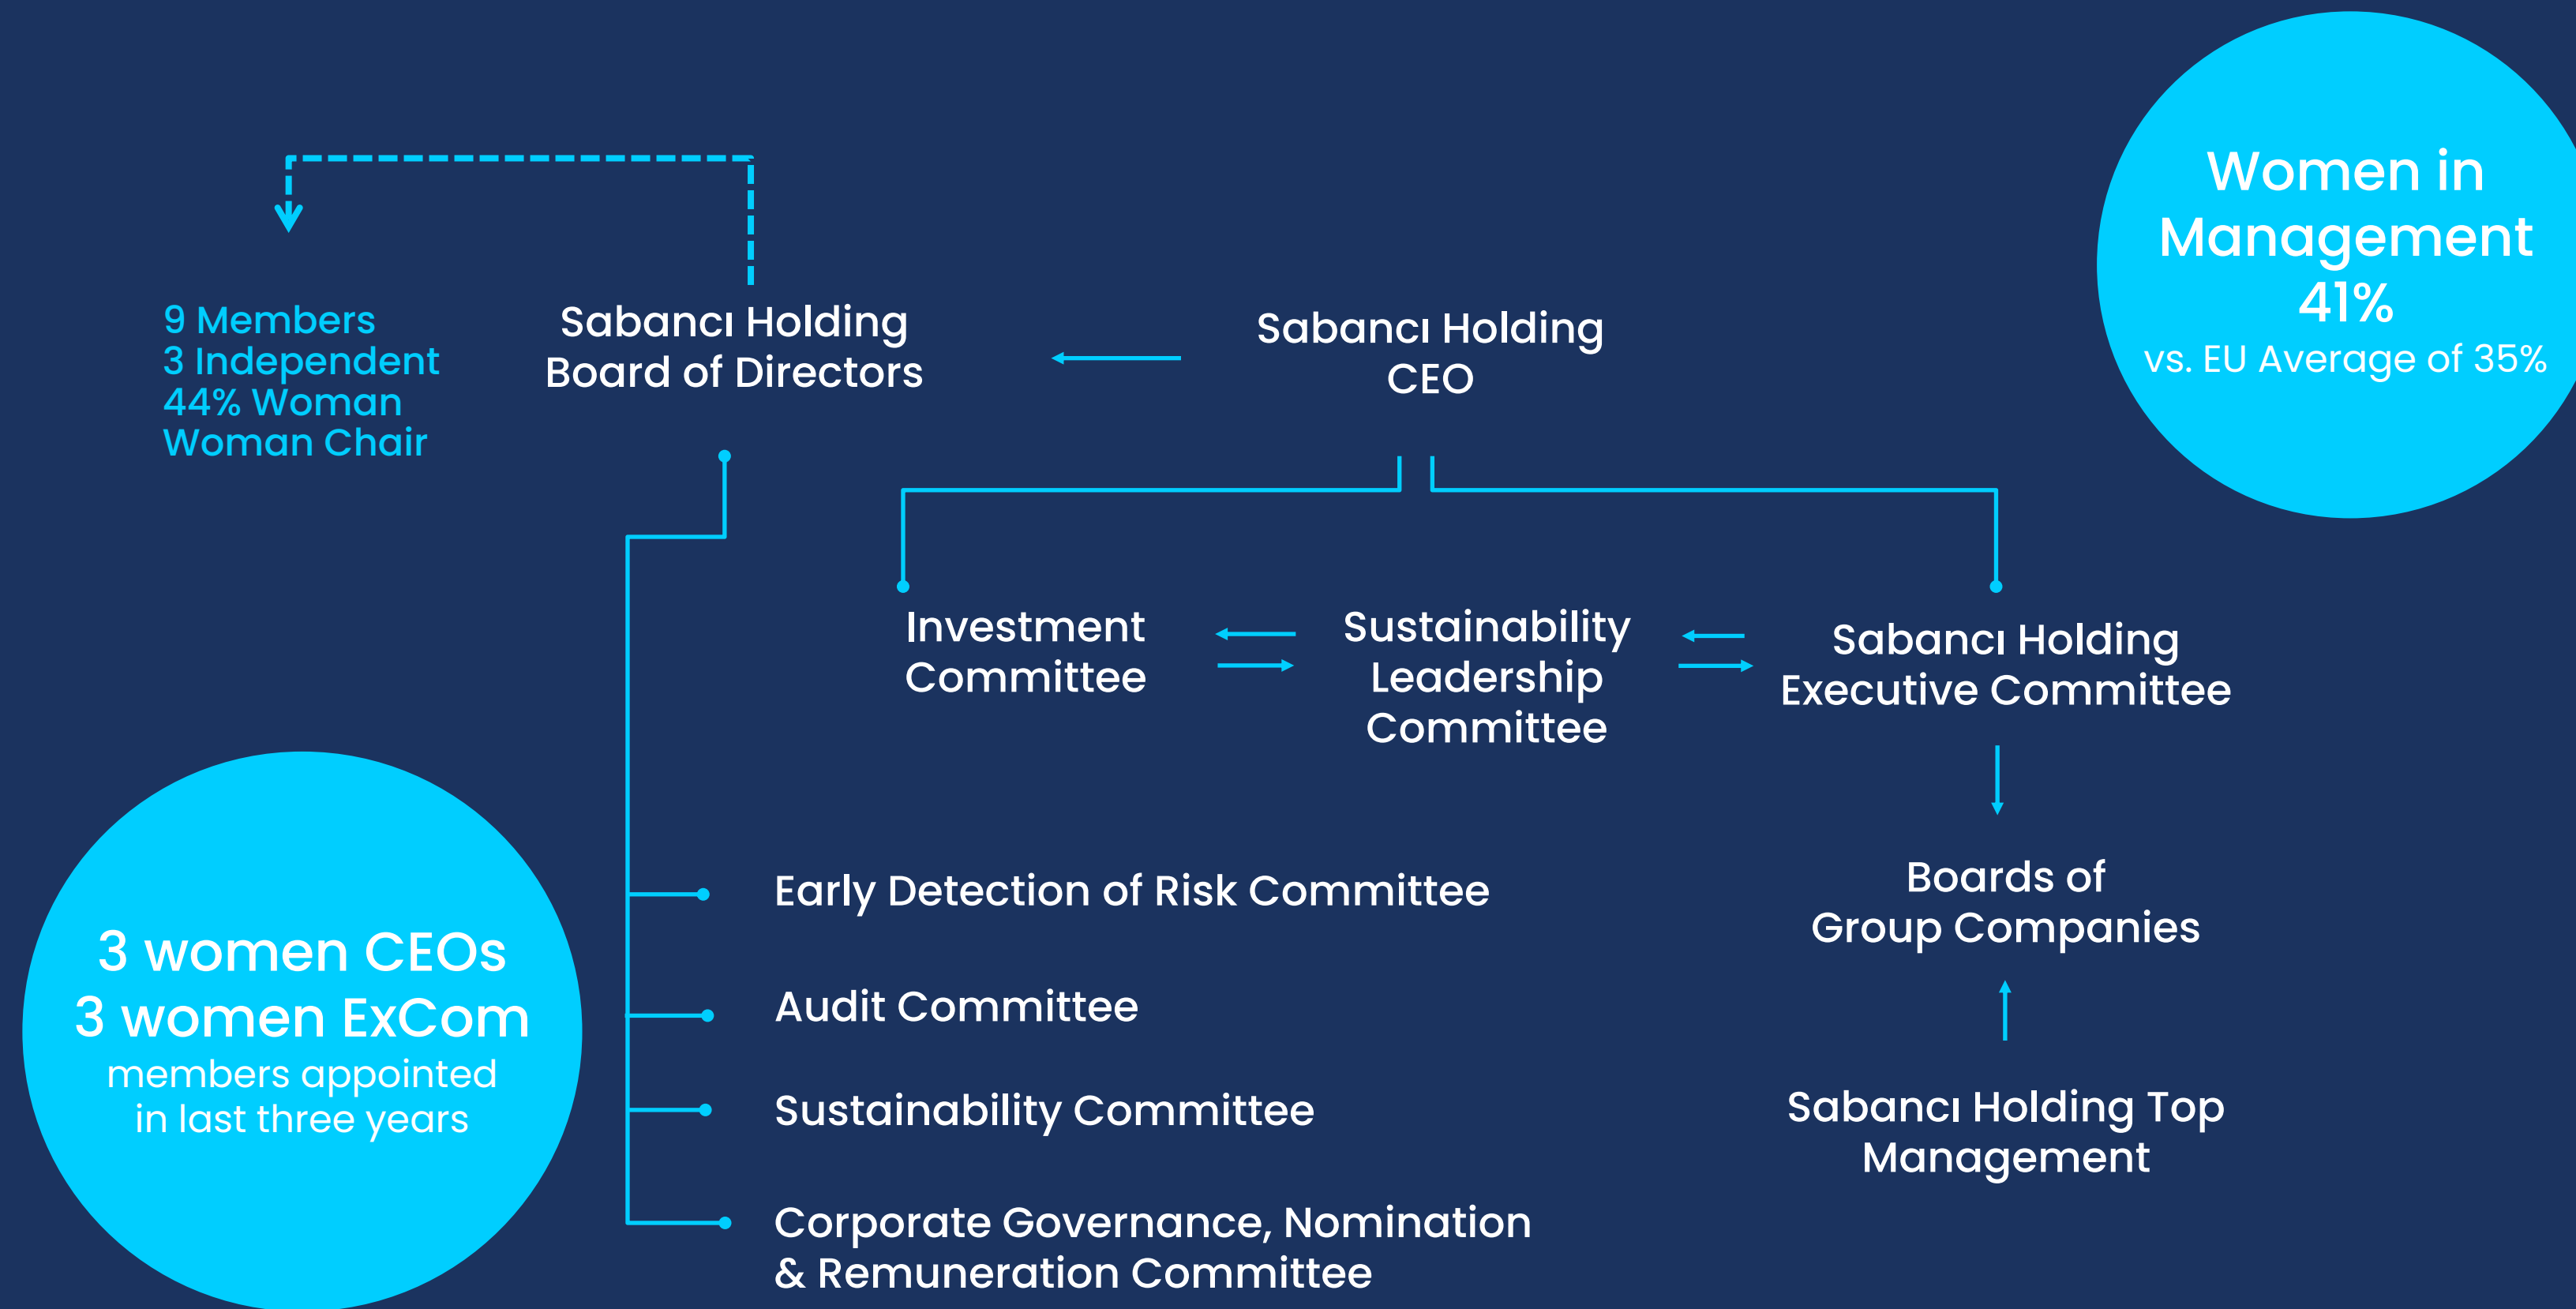 Women in
Management
41%
vs. EU Average of 35%
9 Members
3 Independent
44% Woman
Woman Chair
Sabancı Holding
Board of Directors
Sabancı Holding
CEO
Investment
Committee
Sustainability
Leadership
Committee
Sabancı Holding
Executive Committee
3 women CEOs
3 women ExCom
members appointed
in last three years
Early Detection of Risk Committee
Audit Committee
Sustainability Committee
Corporate Governance, Nomination
& Remuneration Committee
Boards of
Group Companies
Sabancı Holding Top
Management